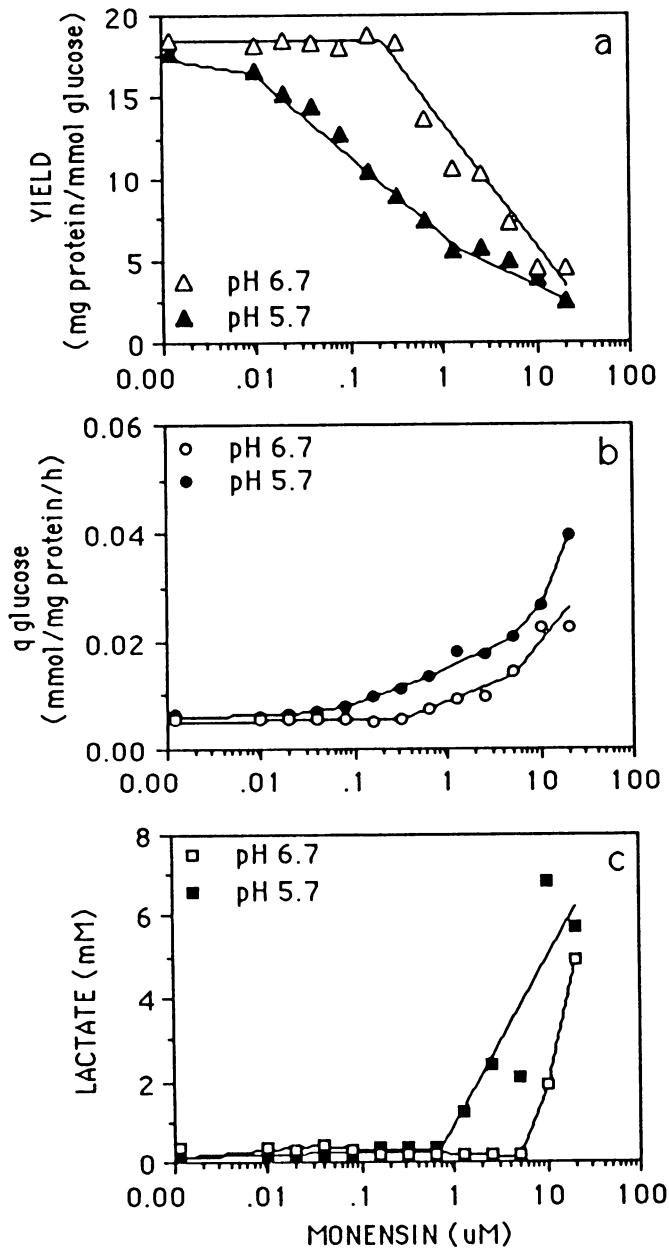 a
20
15
10
5
0
YIELD
(mg protein/mmol glucose)
pH 6.7
pH 5.7
0.00 0.01 .1 1 10 100
b
0.06
0.04
0.02
0.00
q glucose
(mmol/mg protein/h)
pH 6.7
pH 5.7
0.00 .01 .1 1 10 100
c
8
6
4
2
0
LACTATE (mM)
pH 6.7
pH 5.7
0.00 .01 .1 1 10 100
MONENSIN (uM)